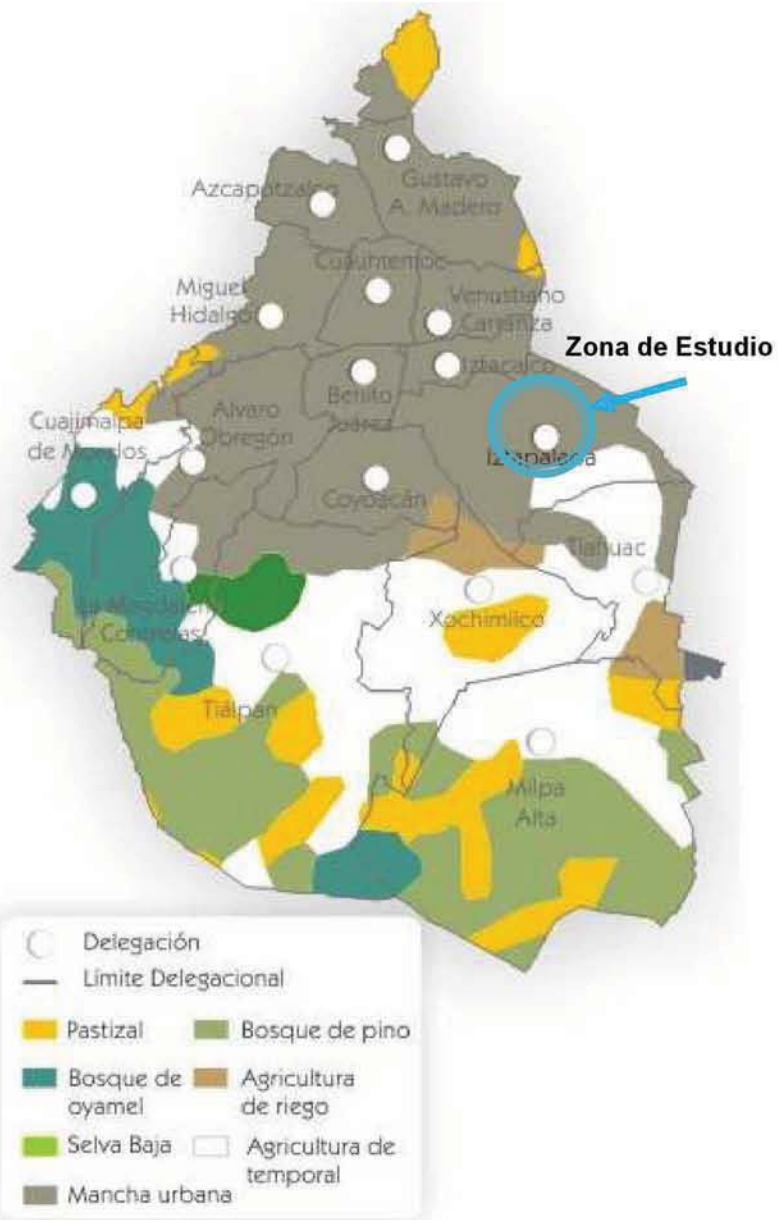 Gustavo
A. Madero
Azcapotzalco
Cuauhtemoc
Miguel
Hidalgo
Venustiano
Carranza
Zona de Estudio
Iztacalco
Benito
Juárez
Alvaro
Obregón
Cuajimalpa
de Morelos
Iztapalapa
Coyoacán
Tlahuac
La Magdalena
Contreras
Xochimilco
Tlálpan
Milpa
Alta
Delegación
Límite Delegacional
Pastizal
Bosque de pino
Bosque de
oyamel
Agricultura
de riego
Selva Baja
Agricultura de
temporal
Mancha urbana